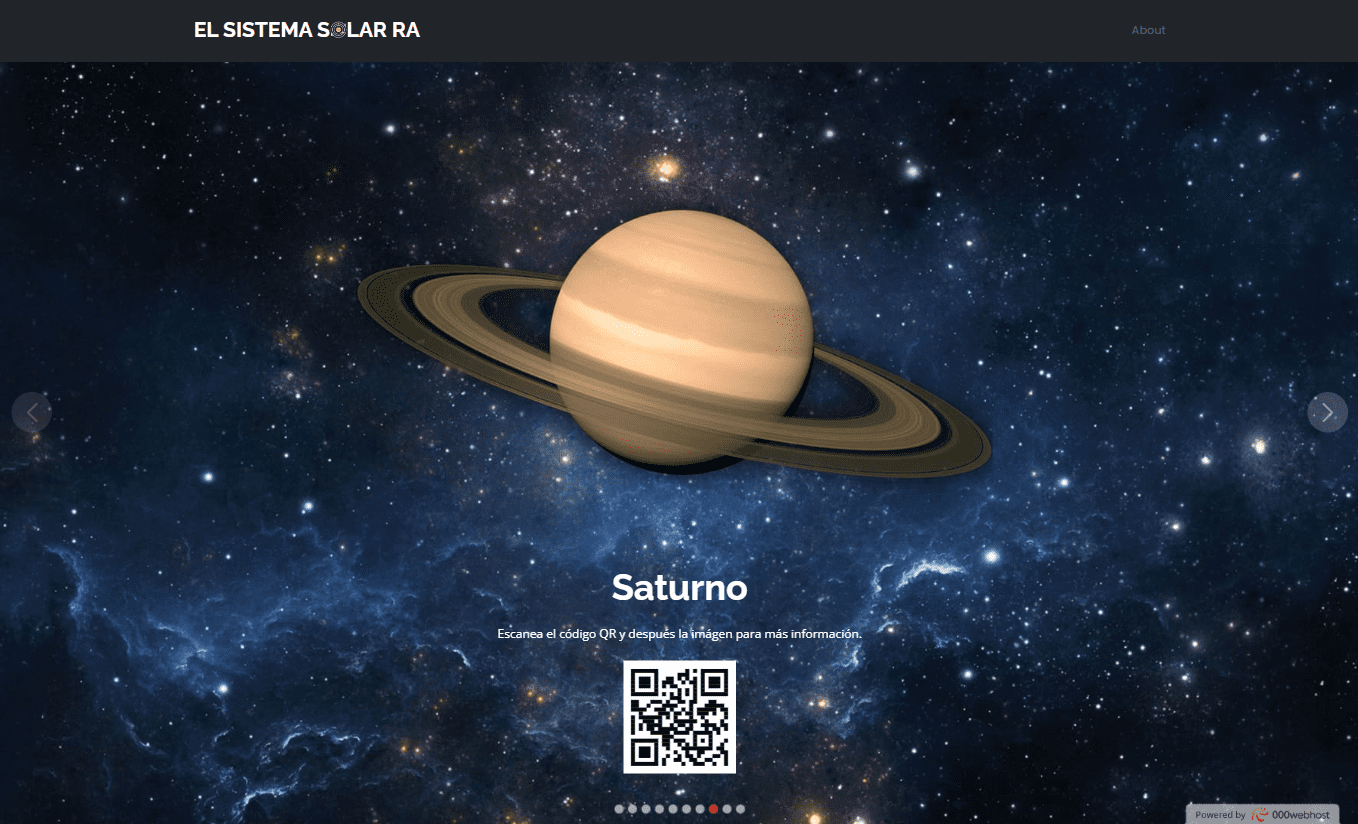 EL SISTEMA SOLAR RA
About
Saturno
Escanea el código QR y después la imágen para más información.
Powered by 000webhost